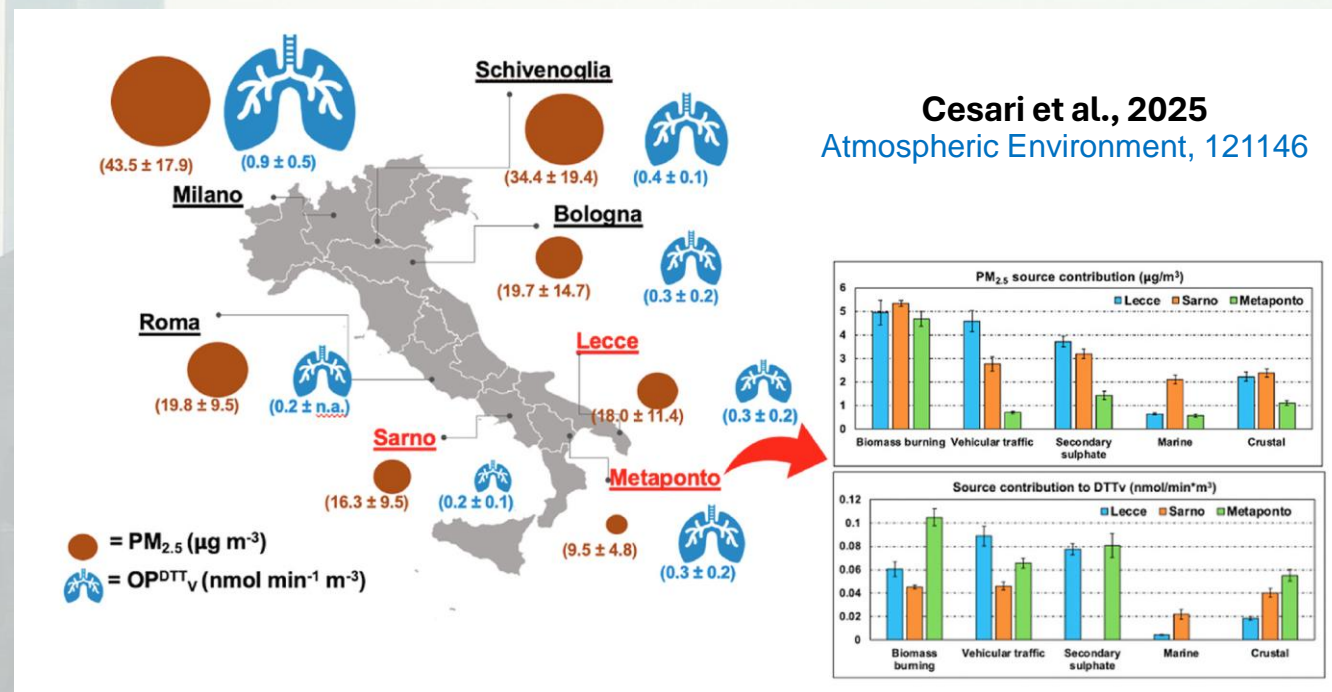 Schivenoglia
Cesari et al., 2025
Atmospheric Environment, 121146
(43.5 ± 17.9)
(0.9 ± 0.5)
(34.4 ± 19.4)
(0.4 ± 0.1)
Milano
Bologna
(19.7 ± 14.7)
(0.3 ± 0.2)
Roma
(19.8 ± 9.5)
(0.2 ± n.a.)
Lecce
(18.0 ± 11.4)
(0.3 ± 0.2)
Sarno
(16.3 ± 9.5)
(0.2 ± 0.1)
Metaponto
(9.5 ± 4.8)
(0.3 ± 0.2)
= PM2.5 (µg m-3)
= OPDTTV (nmol min-1 m-3)
PM2.5 source contribution (µg/m3)
Lecce Sarno Metaponto
6
5
4
3
2
1
0
Biomass burning Vehicular traffic Secondary sulphate Marine Crustal
Source contribution to DTTv (nmol/min*m3)
Lecce Sarno Metaponto
0.12
0.1
0.08
0.06
0.04
0.02
0
Biomass burning Vehicular traffic Secondary sulphate Marine Crustal